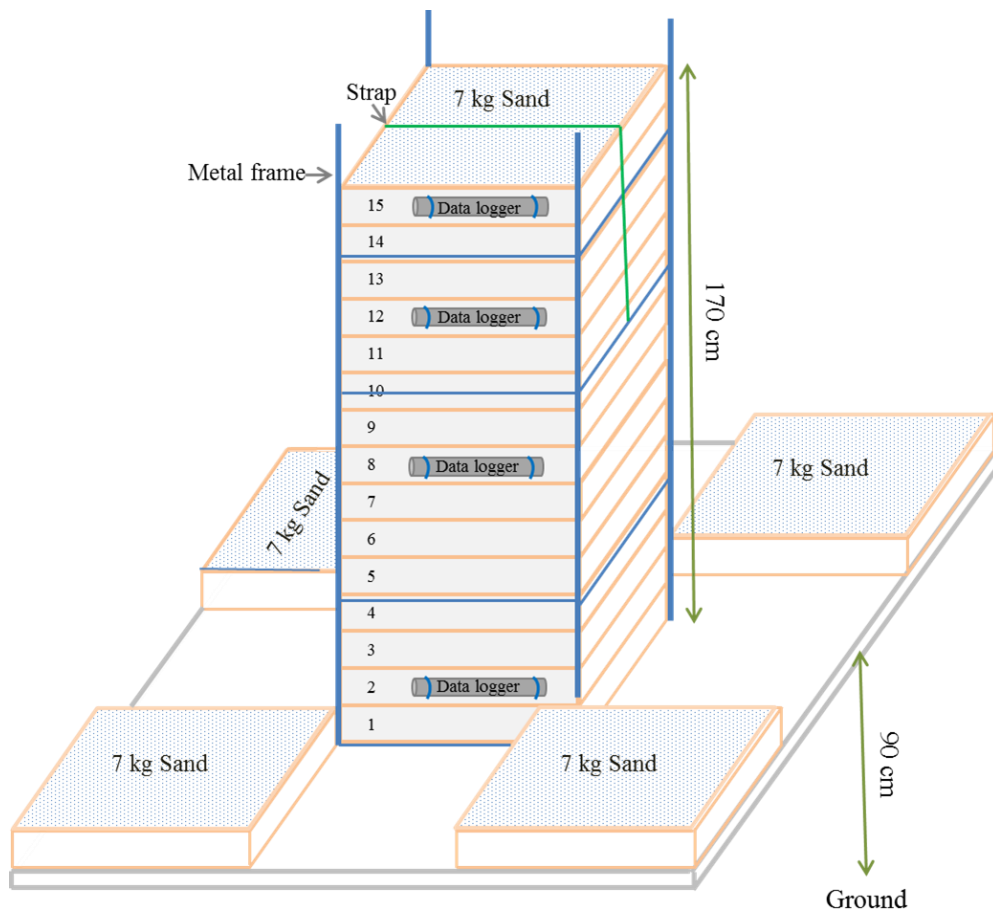 Strap
7 kg Sand
Metal frame
15 Data logger
14
13
12 Data logger
11
10
9
8 Data logger
7
6
5
4
3
2 Data logger
1
170 cm
7 kg Sand
7 kg Sand
7 kg Sand
7 kg Sand
90 cm
Ground